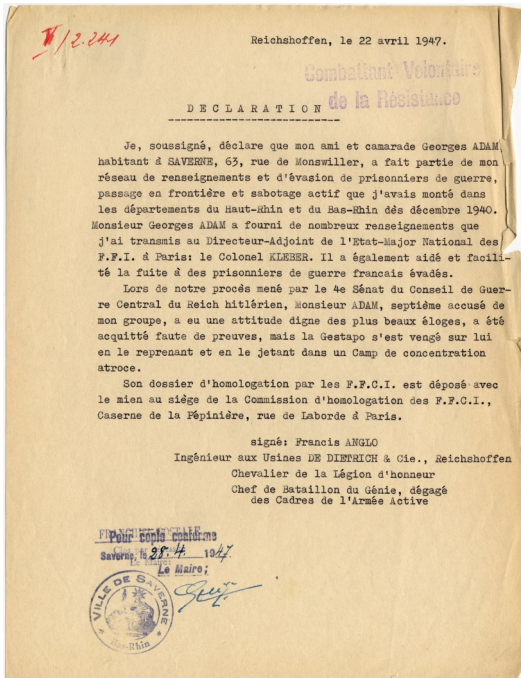 V/2.241
Reichshoffen, le 22 avril 1947.
Combattant Volontaire
de la Résistance
DECLARATION
Je, soussigné, déclare que mon ami et camarade Georges ADAM
habitant à SAVERNE, 63, rue de Monswiller, a fait partie de mon
réseau de renseignements et d'évasion de prisonniers de guerre,
passage en frontière et sabotage actif que j'avais monté dans
les départements du Haut-Rhin et du Bas-Rhin dès décembre 1940.
Monsieur Georges ADAM a fourni de nombreux renseignements que
j'ai transmis au Directeur-Adjoint de l'Etat-Major National des
F.F.I. à Paris: le Colonel KLEBER. Il a également aidé et facili-
té la fuite à des prisonniers de guerre francais évadés.
Lors de notre procès mené par le 4e Sénat du Conseil de Guer-
re Central du Reich hitlérien, Monsieur ADAM, septième accusé de
mon groupe, a eu une attitude digne des plus beaux éloges, a été
acquitté faute de preuves, mais la Gestapo s'est vengé sur lui
en le reprenant et en le jetant dans un Camp de concentration
atroce.
Son dossier d'homologation par les F.F.C.I. est déposé avec
le mien au siège de la Commission d'homologation des F.F.C.I.,
Caserne de la Pépinière, rue de Laborde à Paris.
signé: Francis ANGLO
Ingénieur aux Usines DE DIETRICH & Cie., Reichshoffen
Chevalier de la Légion d'honneur
Chef de Bataillon du Génie, dégagé
des Cadres de l'Armée Active
Pour copie conforme
Saverne, le 28.4. 1947
Le Maire
Le Maire;
VILLE DE SAVERNE
Bas-Rhin